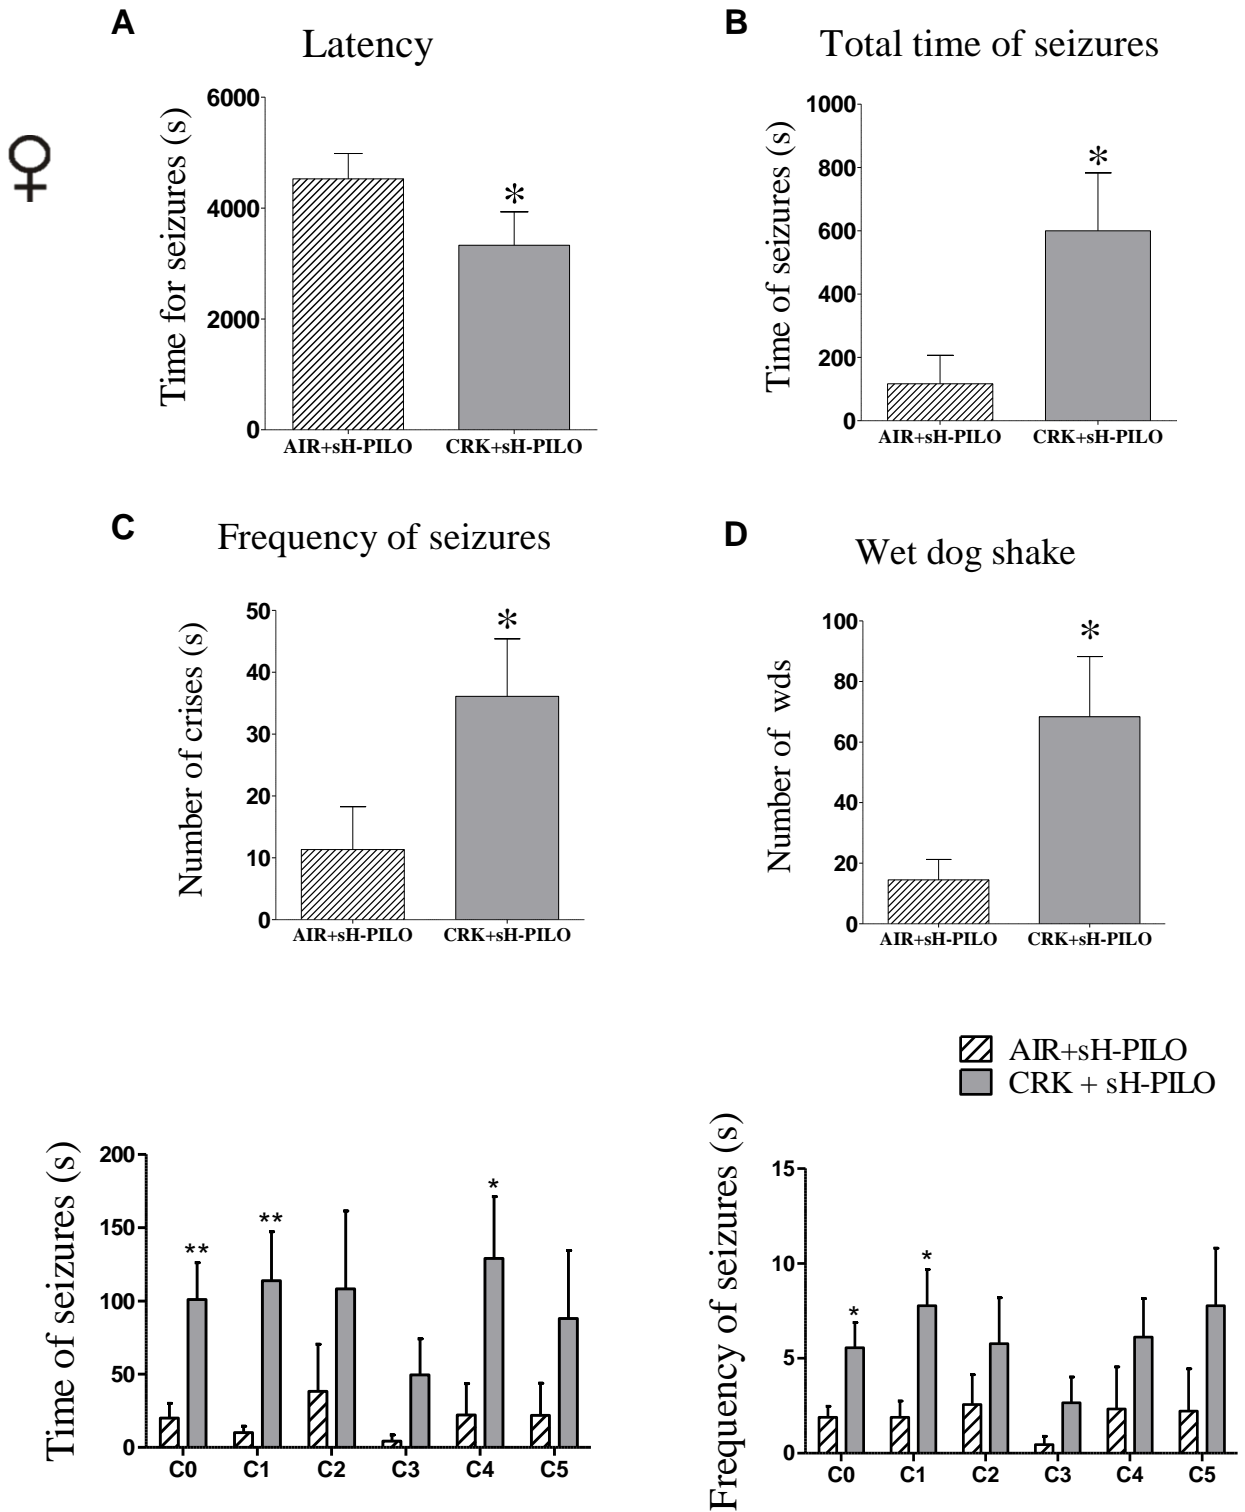 A
Latency
Time for seizures (s)
6000
4000
2000
0
*
AIR+sH-PILO CRK+sH-PILO
♀
B
Total time of seizures
Time of seizures (s)
1000
800
600
400
200
0
*
AIR+sH-PILO CRK+sH-PILO
C
Frequency of seizures
Number of crises (s)
50
40
30
20
10
0
*
AIR+sH-PILO CRK+sH-PILO
D
Wet dog shake
Number of wds
100
80
60
40
20
0
*
AIR+sH-PILO CRK+sH-PILO
AIR+sH-PILO
CRK + sH-PILO
Time of seizures (s)
200
150
100
50
0
** ** *
C0 C1 C2 C3 C4 C5
Frequency of seizures (s)
15
10
5
0
* *
C0 C1 C2 C3 C4 C5